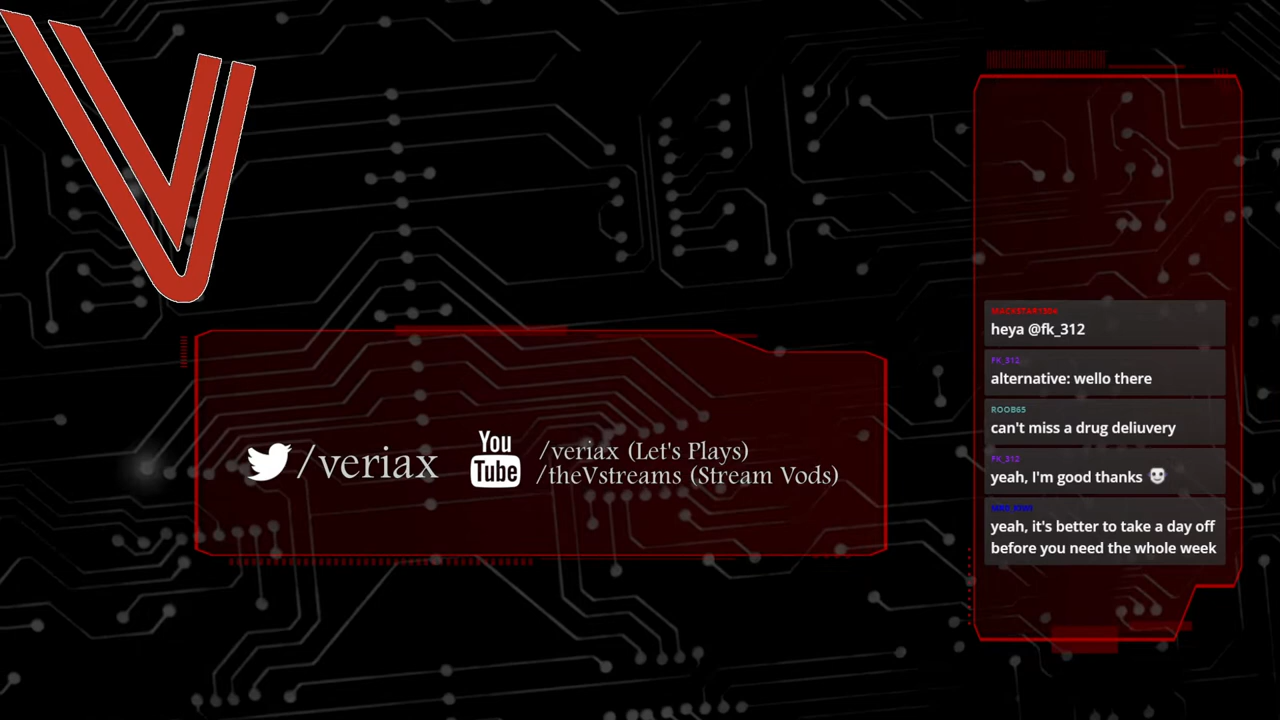 V
/veriax
You
Tube
/veriax (Let's Plays)
/theVstreams (Stream Vods)
heya @fk_312
FK_312
alternative: wello there
ROOB65
can't miss a drug deliuvery
FK_312
yeah, I'm good thanks
yeah, it's better to take a day off
before you need the whole week